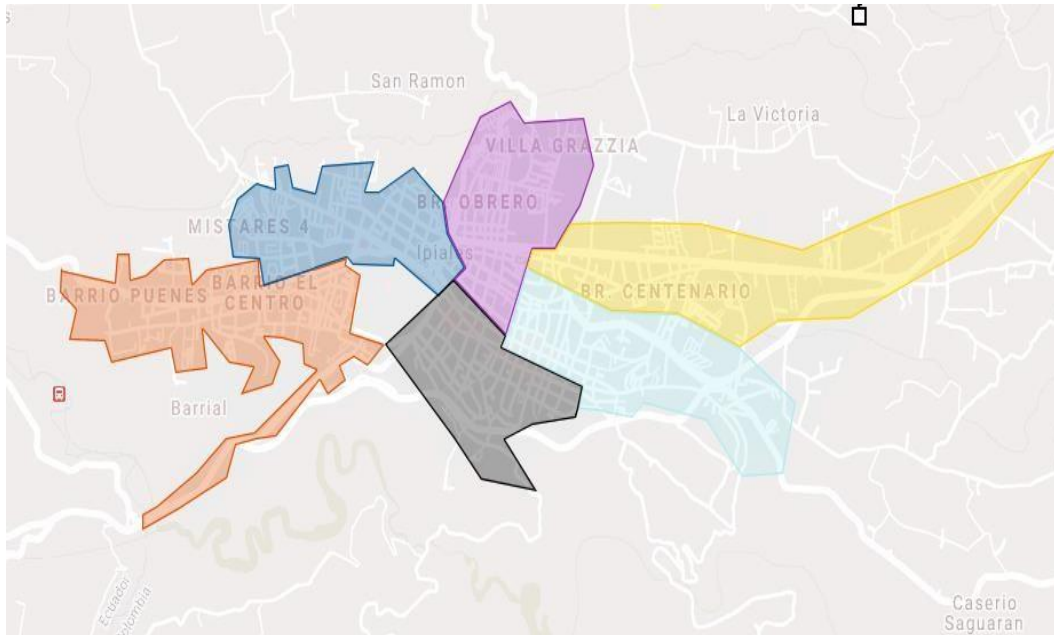 San Ramon
La Victoria
VILLA GRAZZIA
BR. OBRERO
MISTARES 4
Ipiales
BARRIO PUENES
BARRIO EL
CENTRO
BR. CENTENARIO
Barrial
Ecuador
Colombia
Caserio
Saguaran